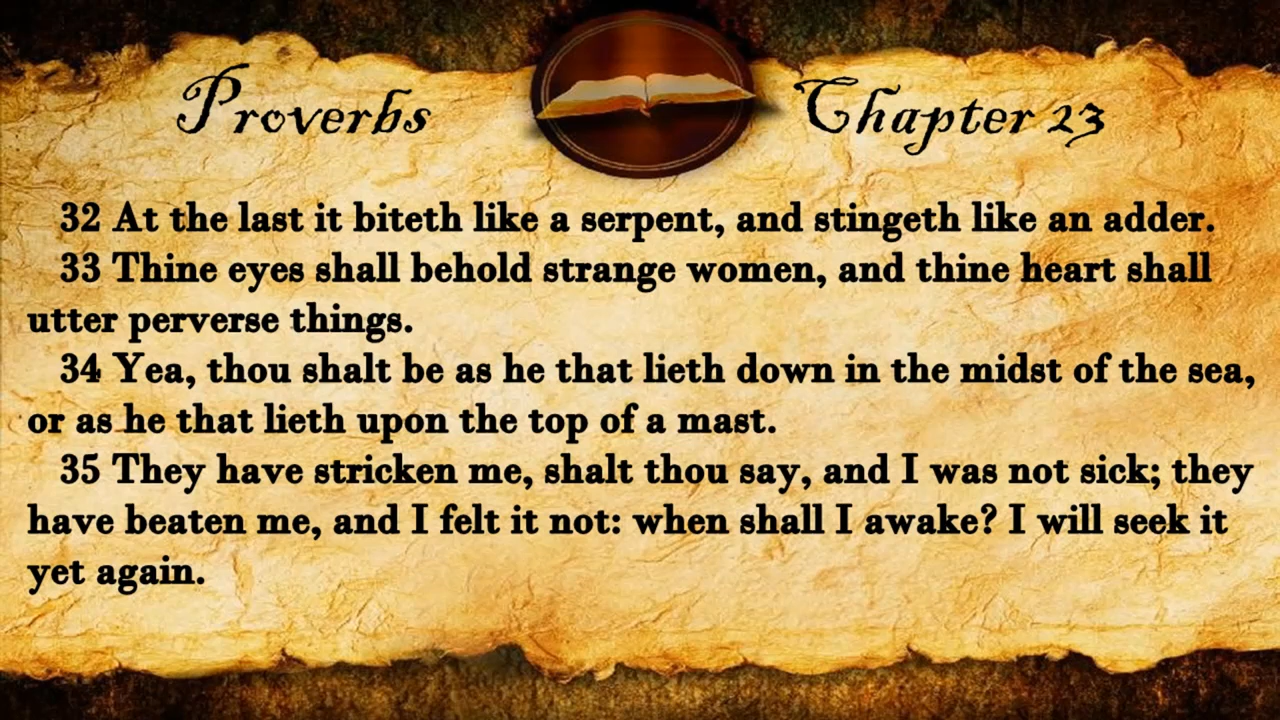 Proverbs Chapter 23
32 At the last it biteth like a serpent, and stingeth like an adder.
33 Thine eyes shall behold strange women, and thine heart shall
utter perverse things.
34 Yea, thou shalt be as he that lieth down in the midst of the sea,
or as he that lieth upon the top of a mast.
35 They have stricken me, shalt thou say, and I was not sick; they
have beaten me, and I felt it not: when shall I awake? I will seek it
yet again.